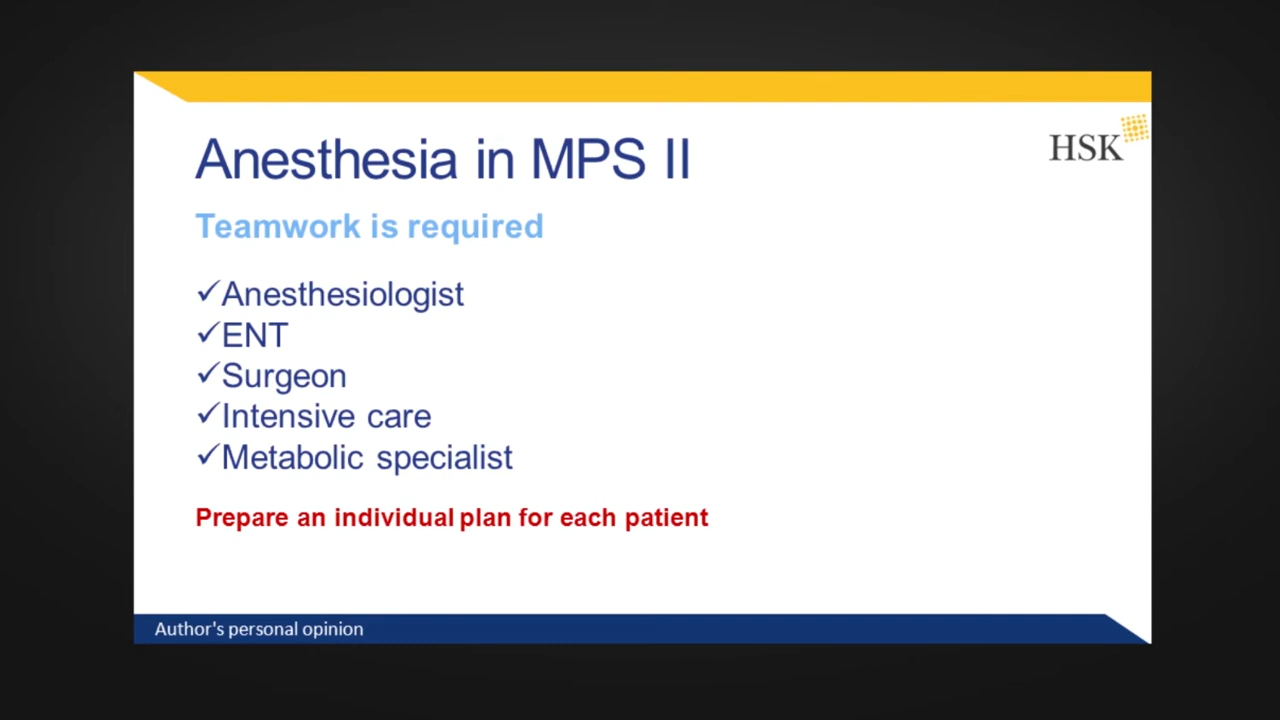 Anesthesia in MPS II
HSK
Teamwork is required
✓Anesthesiologist
✓ENT
✓Surgeon
✓Intensive care
✓Metabolic specialist
Prepare an individual plan for each patient
Author's personal opinion